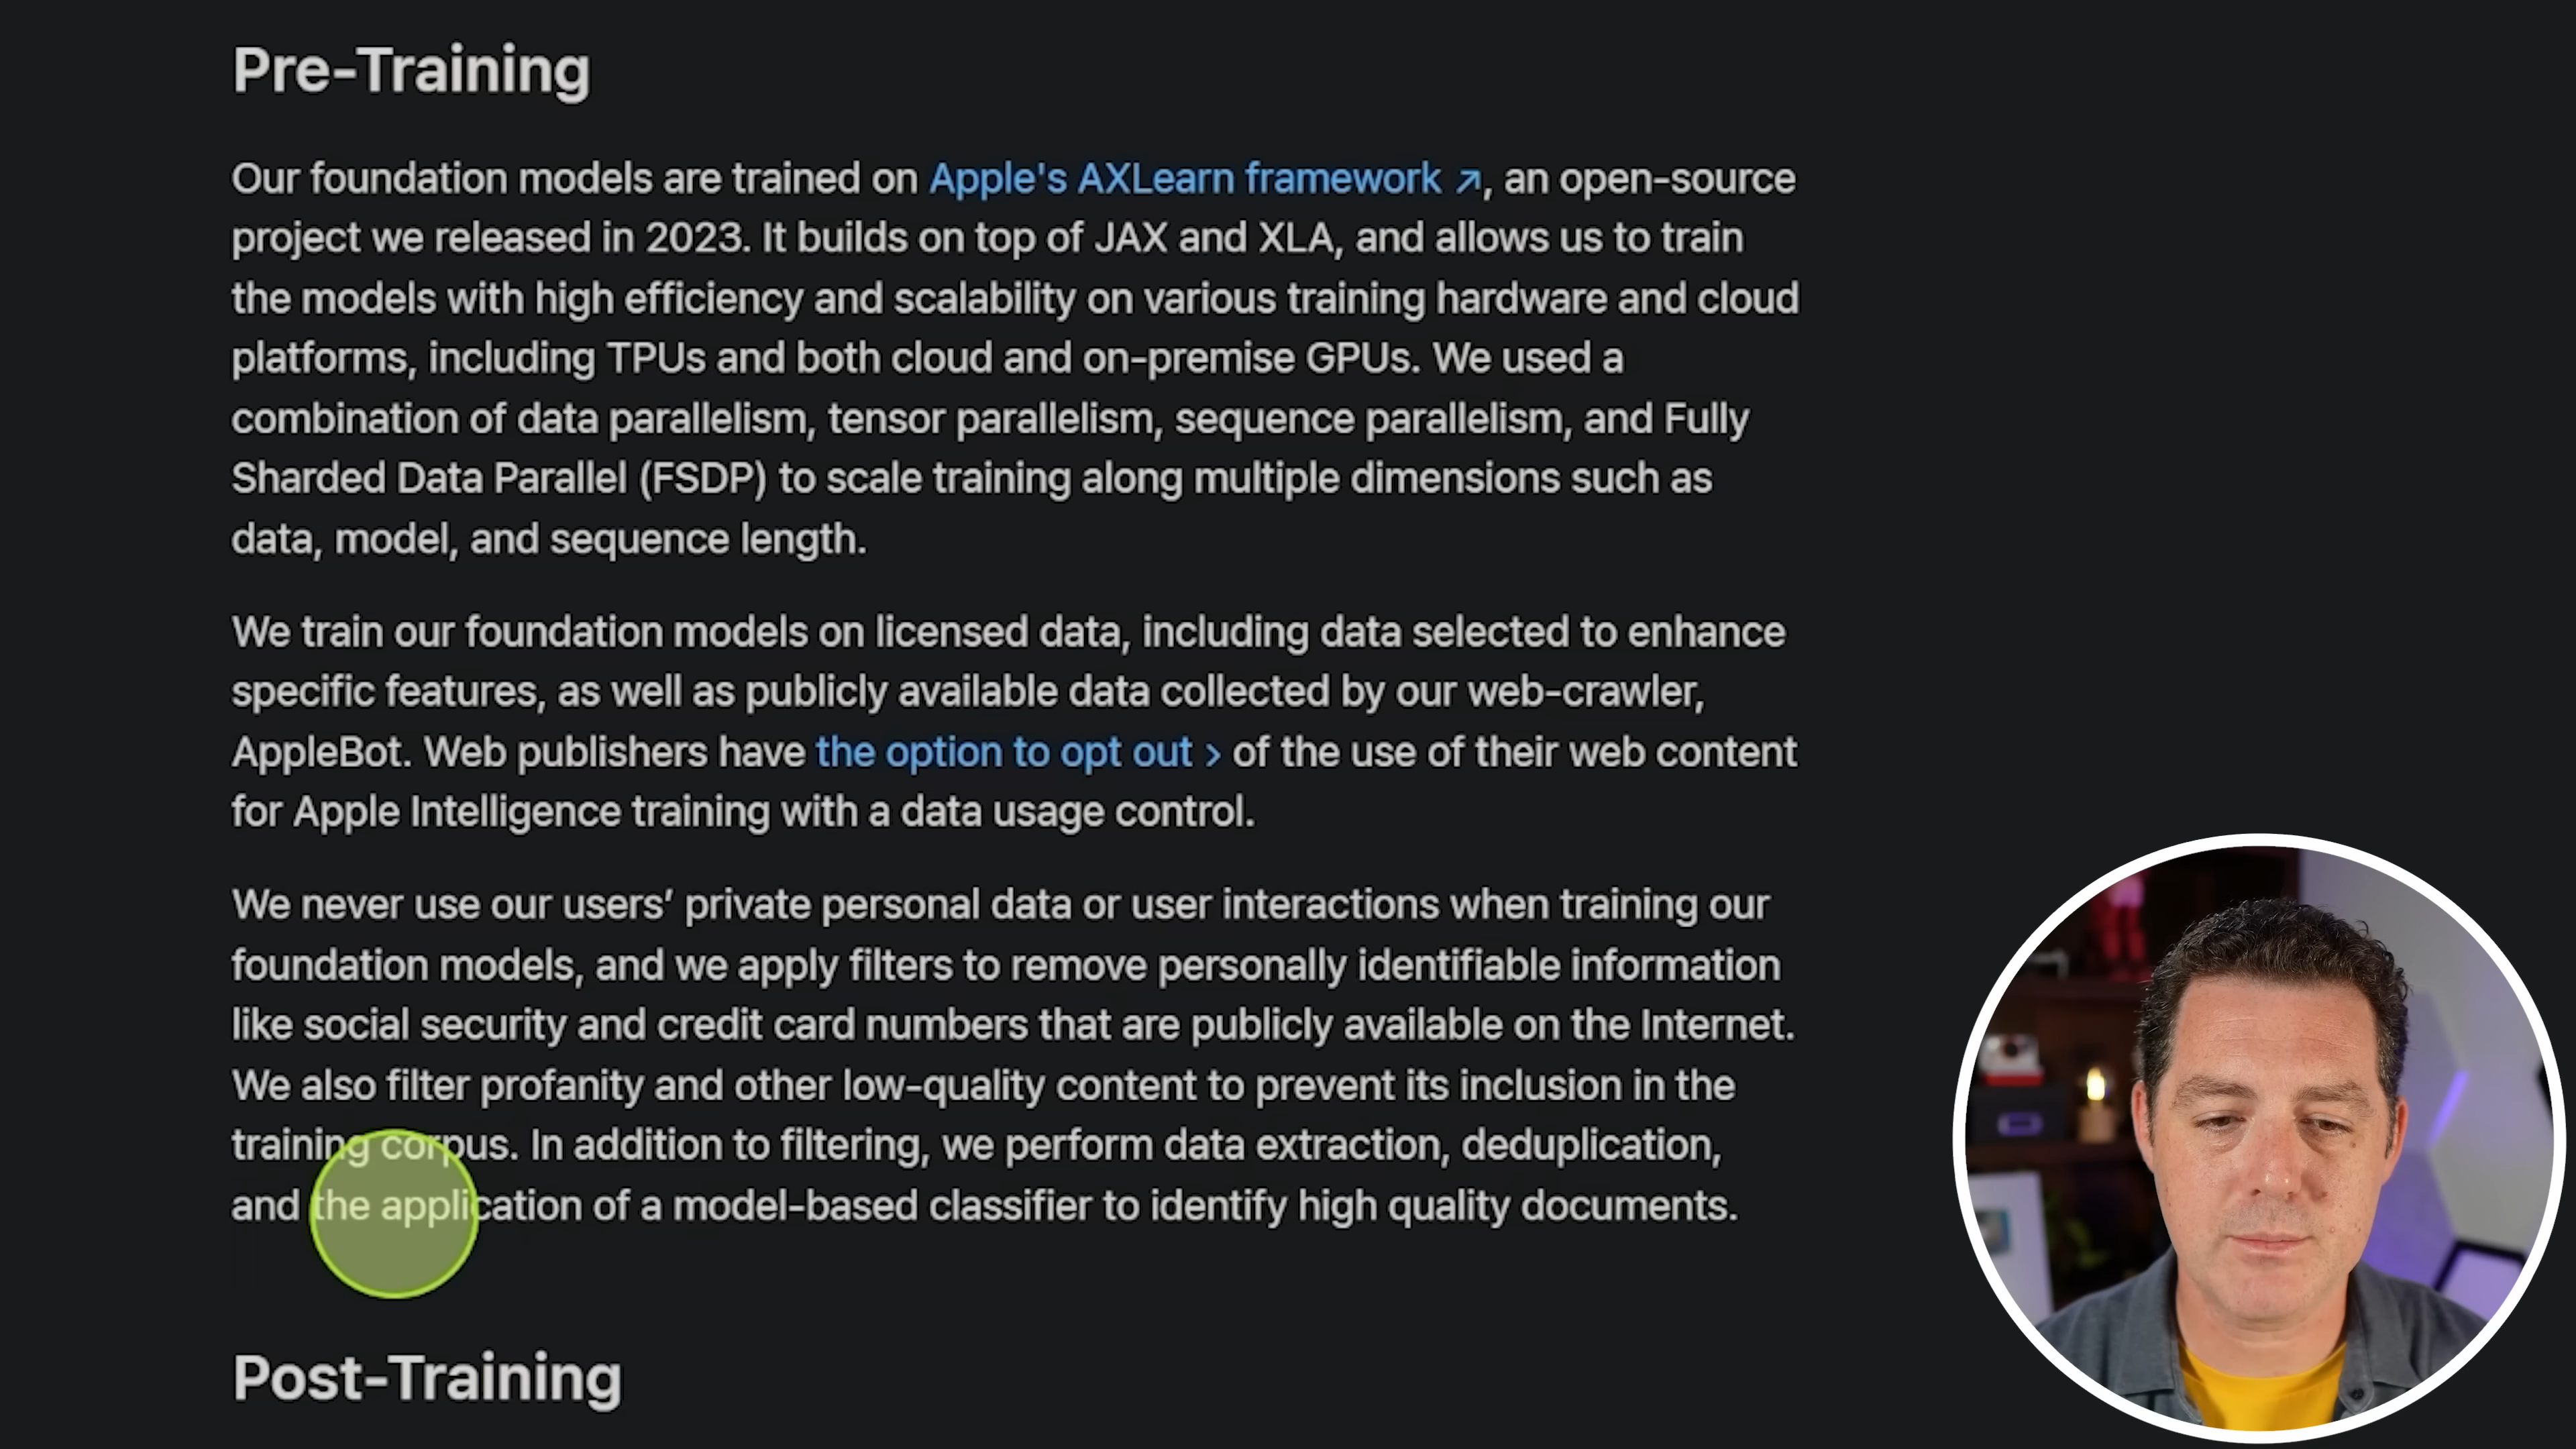 Pre-Training
Our foundation models are trained on Apple's AXLearn framework ↗, an open-source
project we released in 2023. It builds on top of JAX and XLA, and allows us to train
the models with high efficiency and scalability on various training hardware and cloud
platforms, including TPUs and both cloud and on-premise GPUs. We used a
combination of data parallelism, tensor parallelism, sequence parallelism, and Fully
Sharded Data Parallel (FSDP) to scale training along multiple dimensions such as
data, model, and sequence length.
We train our foundation models on licensed data, including data selected to enhance
specific features, as well as publicly available data collected by our web-crawler,
AppleBot. Web publishers have the option to opt out › of the use of their web content
for Apple Intelligence training with a data usage control.
We never use our users’ private personal data or user interactions when training our
foundation models, and we apply filters to remove personally identifiable information
like social security and credit card numbers that are publicly available on the Internet.
We also filter profanity and other low-quality content to prevent its inclusion in the
training corpus. In addition to filtering, we perform data extraction, deduplication,
and the application of a model-based classifier to identify high quality documents.
Post-Training